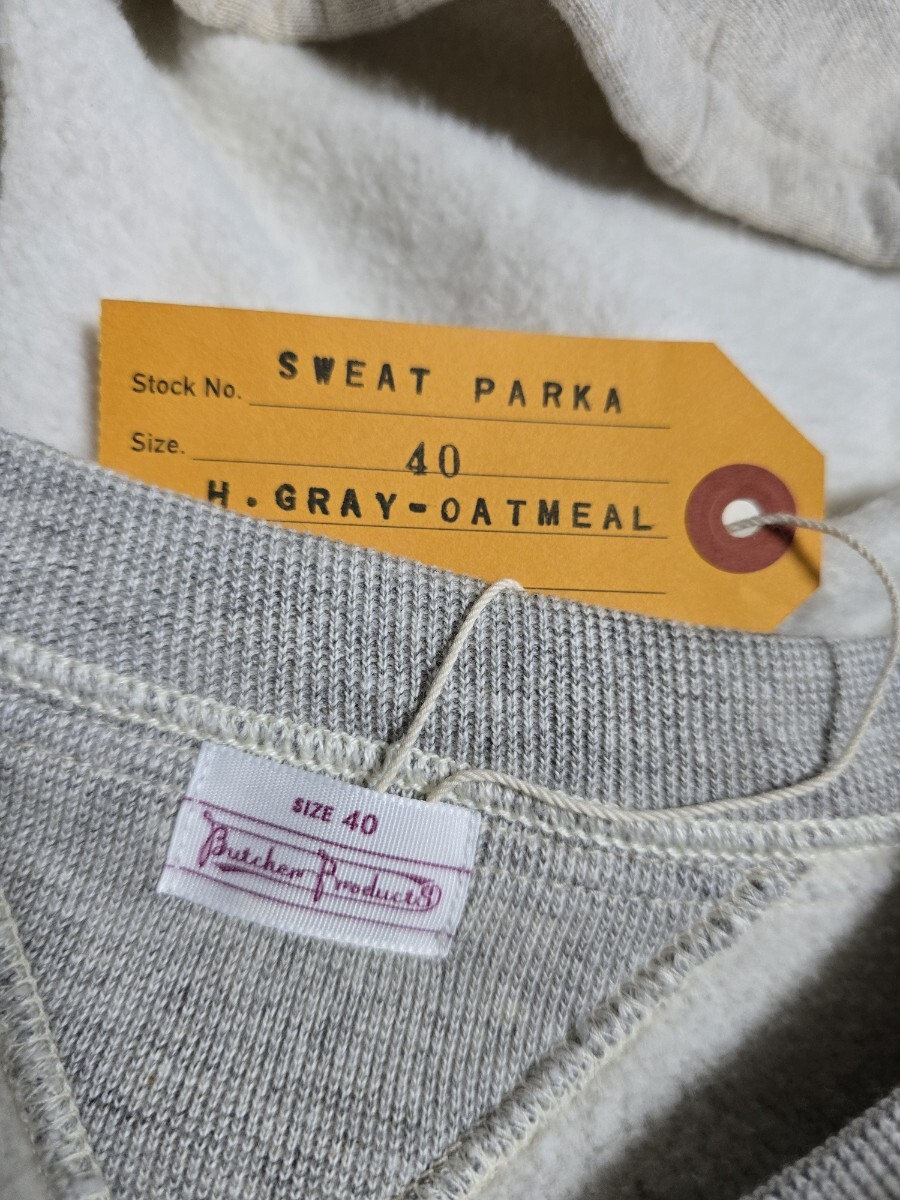 Stock No. SWEAT PARKA
Size. 40
H.GRAY-OATMEAL
SIZE 40
Butcher Products